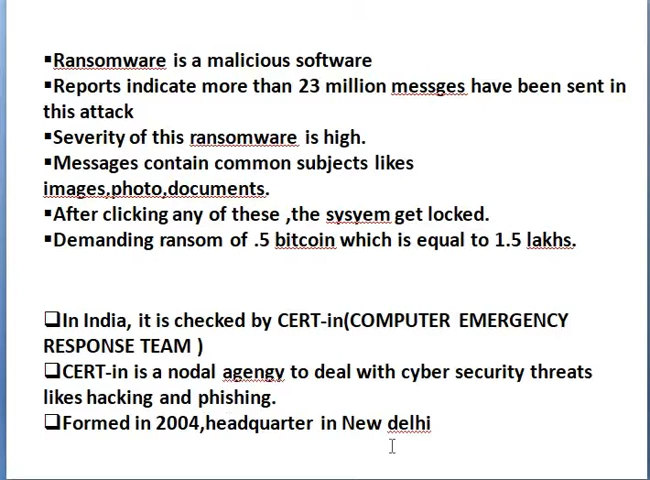 ▪Ransomware is a malicious software
▪Reports indicate more than 23 million messges have been sent in
this attack
▪Severity of this ransomware is high.
▪Messages contain common subjects likes
images,photo,documents.
▪After clicking any of these ,the sysyem get locked.
▪Demanding ransom of .5 bitcoin which is equal to 1.5 lakhs.
❑In India, it is checked by CERT-in(COMPUTER EMERGENCY
RESPONSE TEAM )
❑CERT-in is a nodal agengy to deal with cyber security threats
likes hacking and phishing.
❑Formed in 2004,headquarter in New delhi